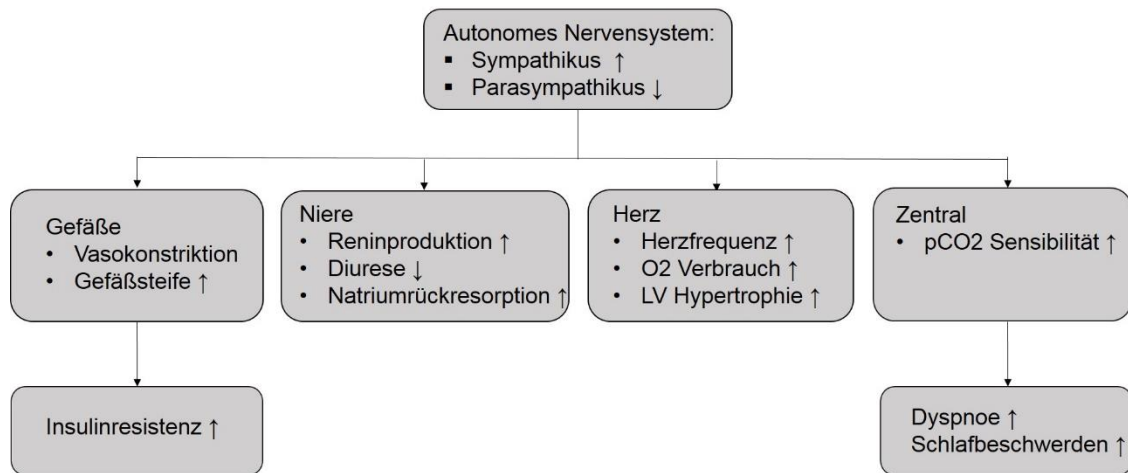 Autonomes Nervensystem:
▪ Sympathikus ↑
▪ Parasympathikus ↓
Gefäße
• Vasokonstriktion
• Gefäßsteife ↑
Niere
• Reninproduktion ↑
• Diurese ↓
• Natriumrückresorption ↑
Herz
• Herzfrequenz ↑
• O2 Verbrauch ↑
• LV Hypertrophie ↑
Zentral
• pCO2 Sensibilität ↑
Insulinresistenz ↑
Dyspnoe ↑
Schlafbeschwerden ↑